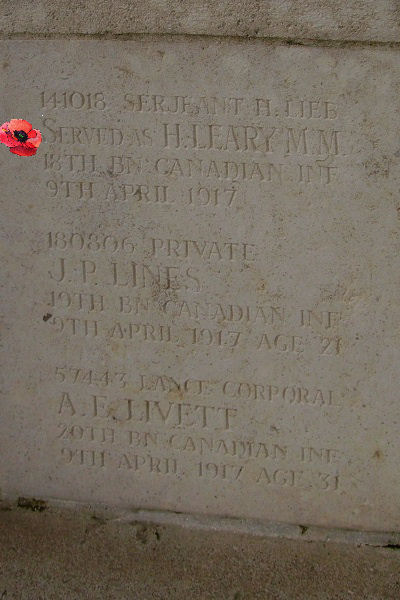 141018 SERJEANT H. LIEB
SERVED AS H. LEARY M.M.
18TH BN CANADIAN INF
9TH APRIL 1917
180806 PRIVATE
J. P. LINES
19TH BN CANADIAN INF
9TH APRIL 1917 AGE 21
57443 LANCE CORPORAL
A. E. LIVETT
20TH BN CANADIAN INF
9TH APRIL 1917 AGE 31